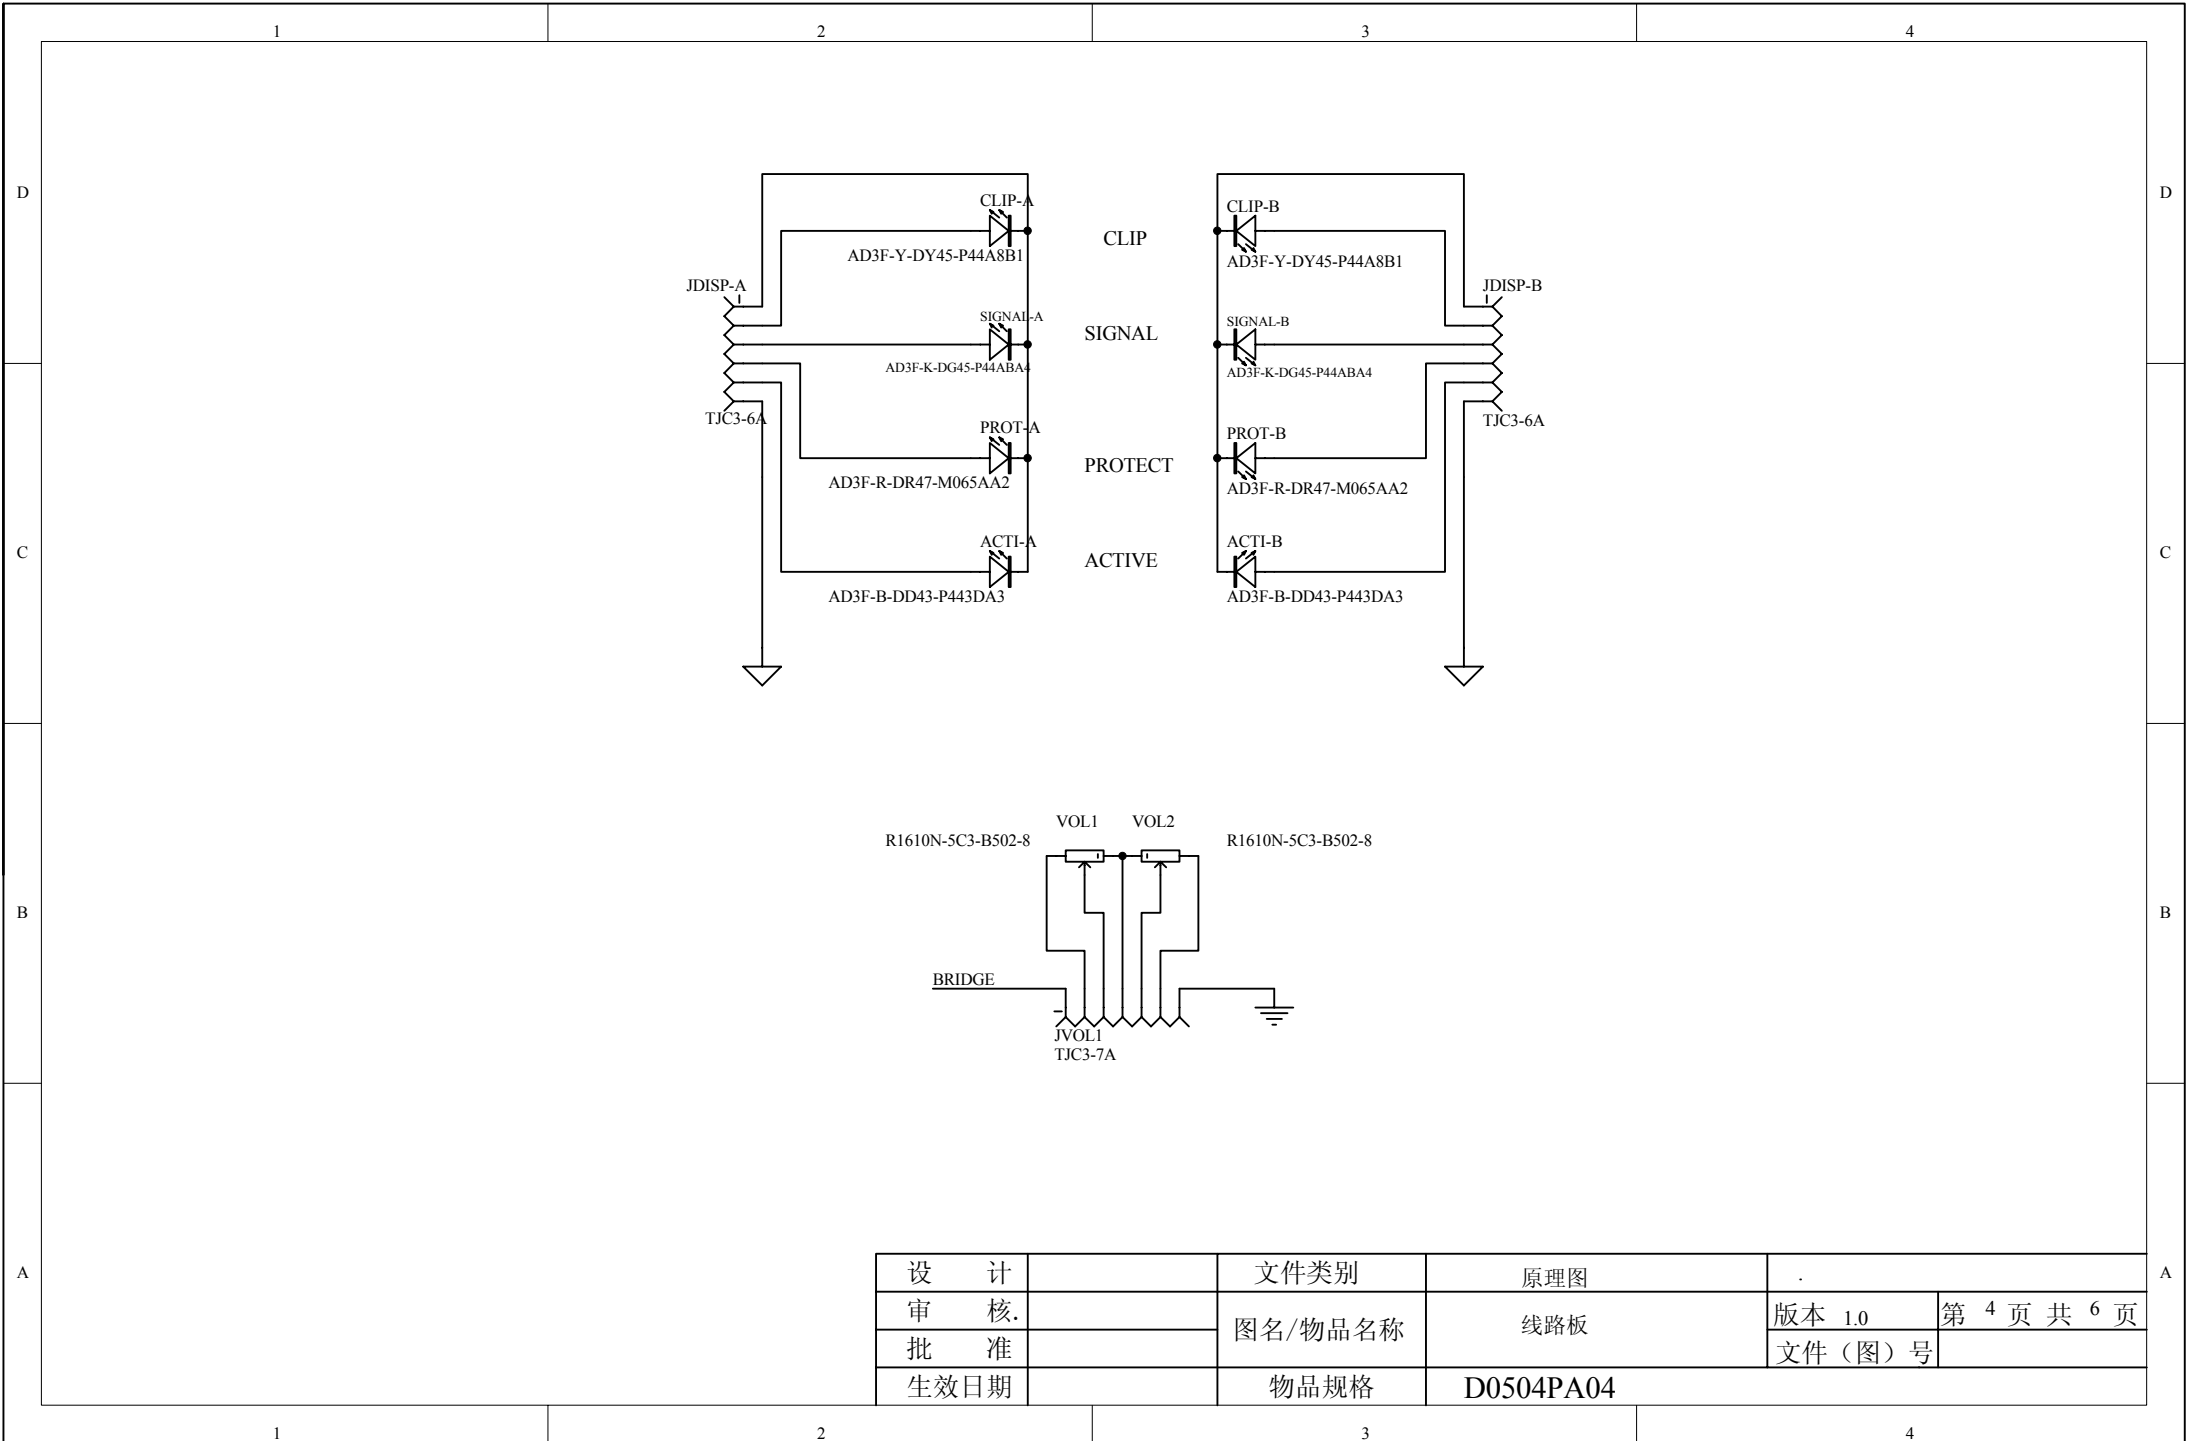 1 2 3 4
D D
CLIP-A CLIP-B
CLIP
AD3F-Y-DY45-P44A8B1 AD3F-Y-DY45-P44A8B1
JDISP-A JDISP-B
1 1
SIGNAL-A SIGNAL-B
SIGNAL
AD3F-K-DG45-P44ABA4 AD3F-K-DG45-P44ABA4
TJC3-6A TJC3-6A
PROT-A PROT-B
PROTECT
AD3F-R-DR47-M065AA2 AD3F-R-DR47-M065AA2
C C
ACTI-A ACTI-B
ACTIVE
AD3F-B-DD43-P443DA3 AD3F-B-DD43-P443DA3
VOL1 VOL2
R1610N-5C3-B502-8 R1610N-5C3-B502-8
B B
BRIDGE
1
JVOL1
TJC3-7A
A A
设 计 文件类别 原理图 .
审 核. 图名/物品名称 线路板 版本 1.0 第 4 页 共 6 页
批 准 文件（图）号
生效日期 物品规格 D0504PA04
1 2 3 4